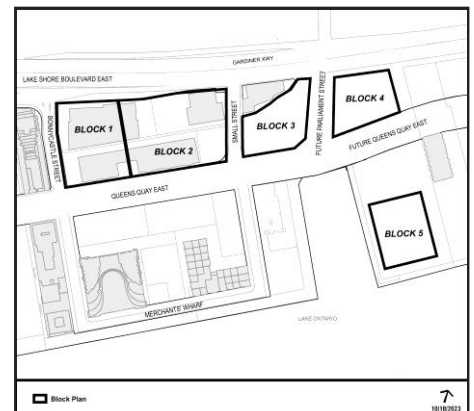 GARDINER XWY
LAKE SHORE BOULEVARD EAST
BLOCK 4
BONNYCASTLE STREET
BLOCK 1
SMALL STREET
BLOCK 3
FUTURE PARLIAMENT STREET
BLOCK 2
FUTURE QUEENS QUAY EAST
QUEENS QUAY EAST
BLOCK 5
MERCHANTS' WHARF
LAKE ONTARIO
Block Plan
10/18/2023